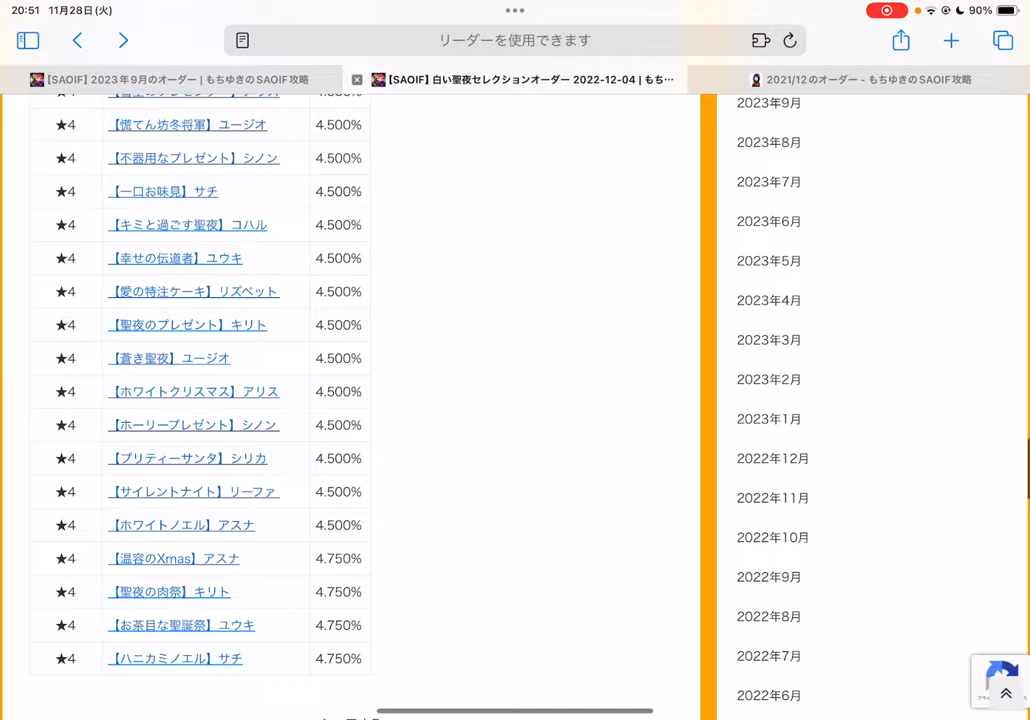 20:51 11月28日(火)
90%
リーダーを使用できます
【SAOIF】2023年9月のオーダー | もちゆきのSAOIF攻略
【SAOIF】白い聖夜セレクションオーダー 2022-12-04 | もち…
2021/12のオーダー - もちゆきのSAOIF攻略
★4 【慌てん坊冬将軍】ユージオ 4.500%
★4 【不器用なプレゼント】シノン 4.500%
★4 【一口お味見】サチ 4.500%
★4 【キミと過ごす聖夜】コハル 4.500%
★4 【幸せの伝道者】ユウキ 4.500%
★4 【愛の特注ケーキ】リズベット 4.500%
★4 【聖夜のプレゼント】キリト 4.500%
★4 【蒼き聖夜】ユージオ 4.500%
★4 【ホワイトクリスマス】アリス 4.500%
★4 【ホーリープレゼント】シノン 4.500%
★4 【プリティーサンタ】シリカ 4.500%
★4 【サイレントナイト】リーファ 4.500%
★4 【ホワイトノエル】アスナ 4.500%
★4 【温容のXmas】アスナ 4.750%
★4 【聖夜の肉祭】キリト 4.750%
★4 【お茶目な聖誕祭】ユウキ 4.750%
★4 【ハニカミノエル】サチ 4.750%
2023年9月
2023年8月
2023年7月
2023年6月
2023年5月
2023年4月
2023年3月
2023年2月
2023年1月
2022年12月
2022年11月
2022年10月
2022年9月
2022年8月
2022年7月
2022年6月